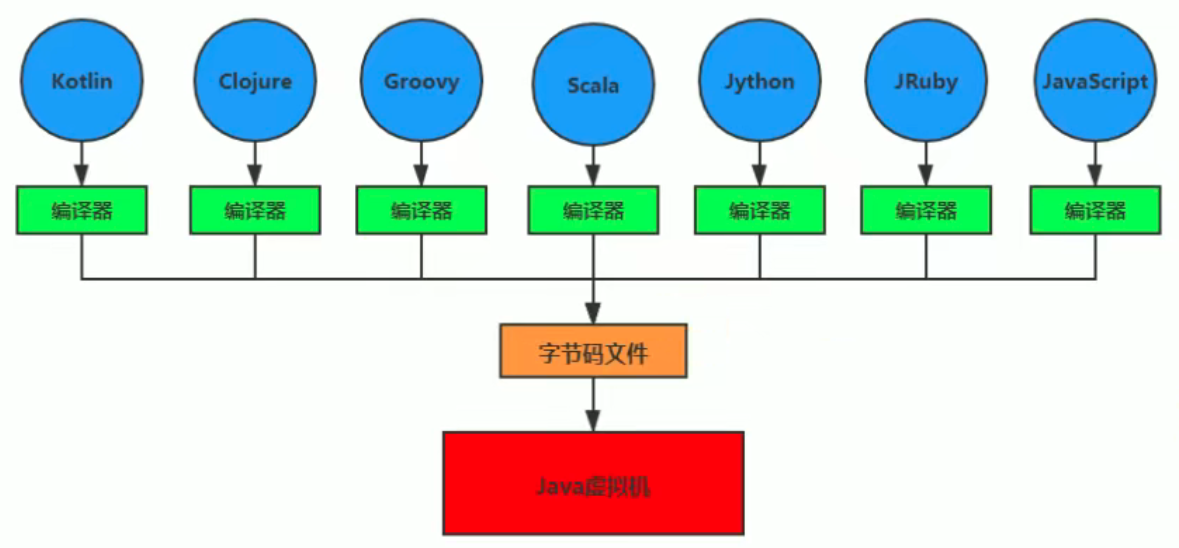 Kotlin
Clojure
Groovy
Scala
Jython
JRuby
JavaScript
编译器
编译器
编译器
编译器
编译器
编译器
编译器
字节码文件
Java虚拟机